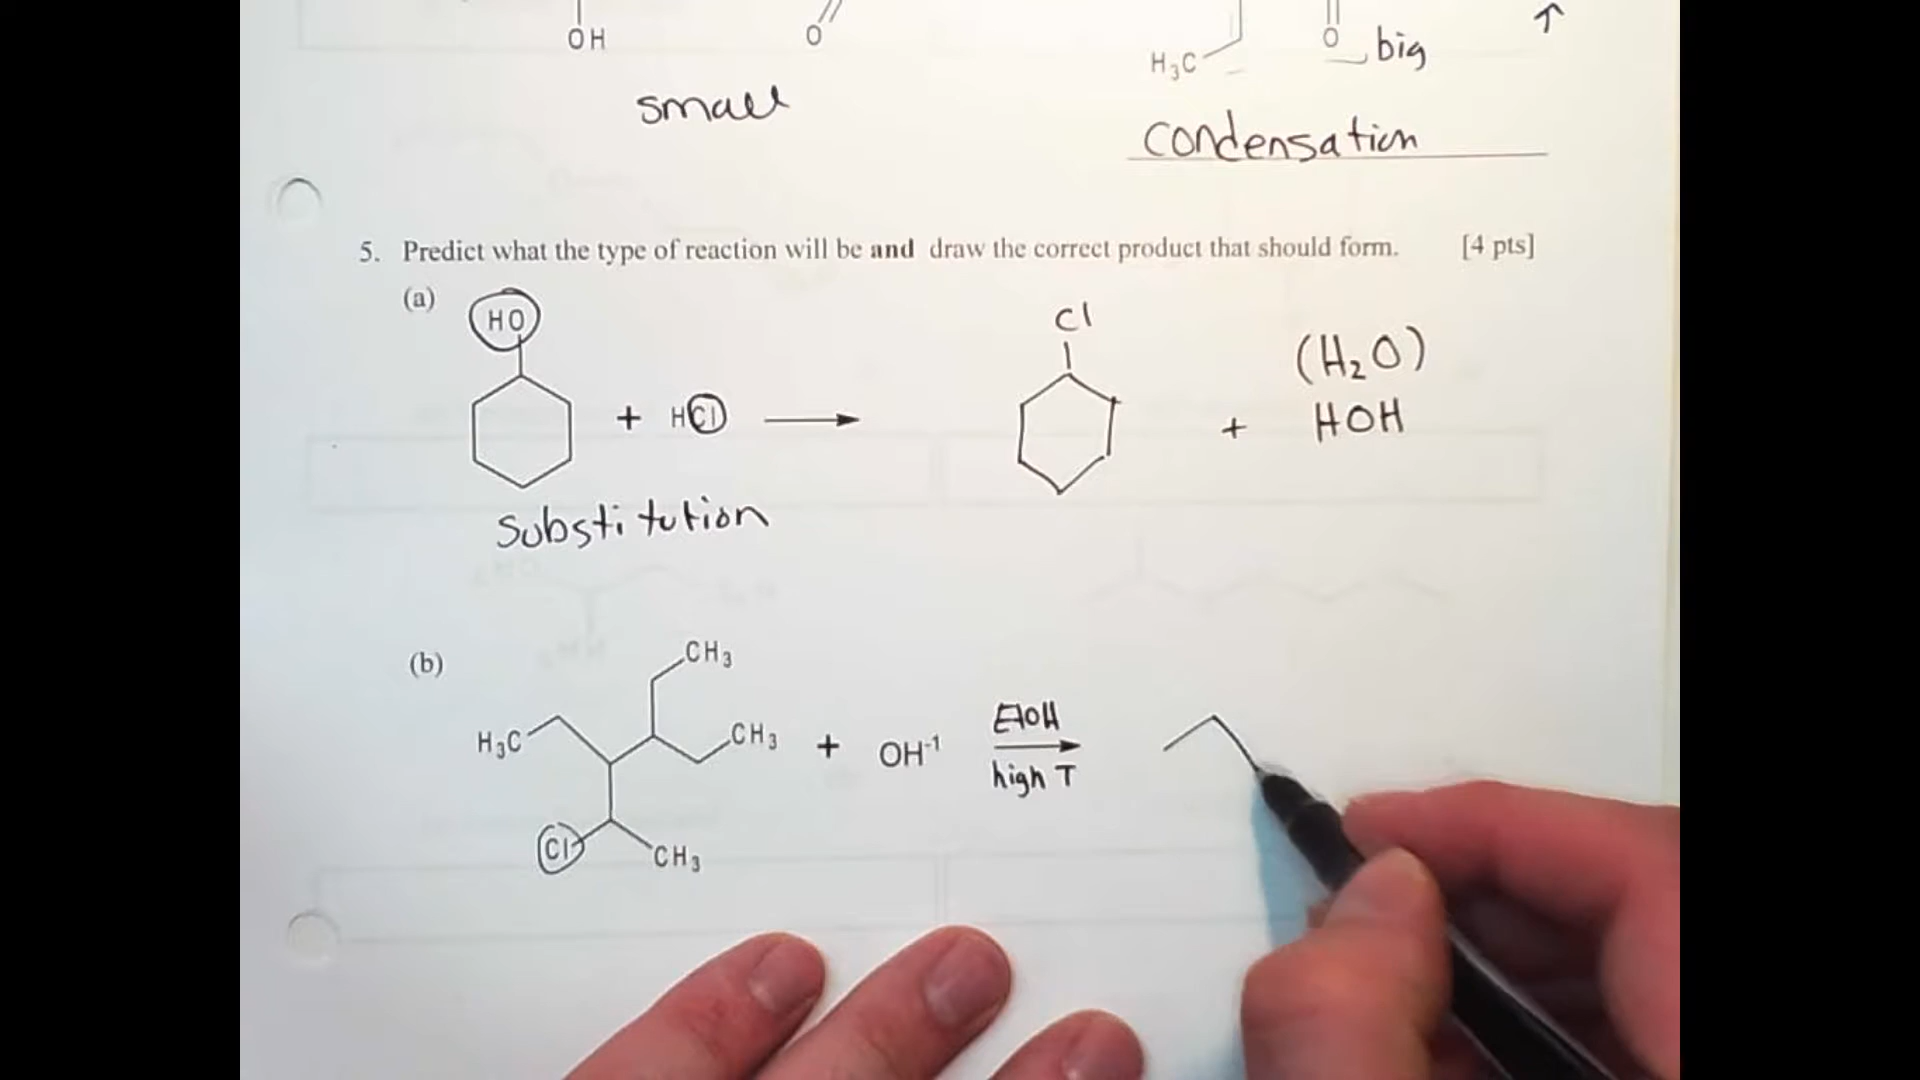 OH
O
H₃C
O
big
↑
small
condensation
5. Predict what the type of reaction will be and draw the correct product that should form. [4 pts]
(a)
HO
+ HCl
Cl
+
(H₂O)
HOH
Substitution
(b)
CH₃
H₃C
CH₃
+ OH⁻¹
EtOH
high T
Cl
CH₃